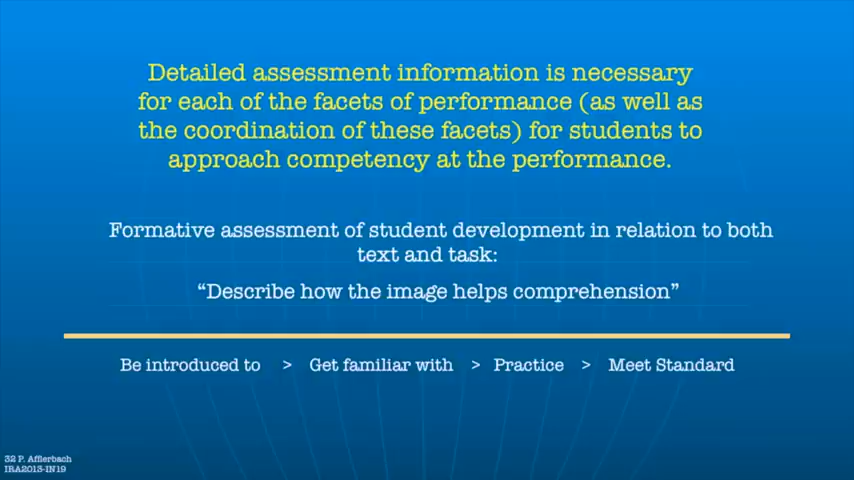 Detailed assessment information is necessary
for each of the facets of performance (as well as
the coordination of these facets) for students to
approach competency at the performance.
Formative assessment of student development in relation to both
text and task:
“Describe how the image helps comprehension”
Be introduced to > Get familiar with > Practice > Meet Standard
32 P. Afflerbach
IRA2013-IN19